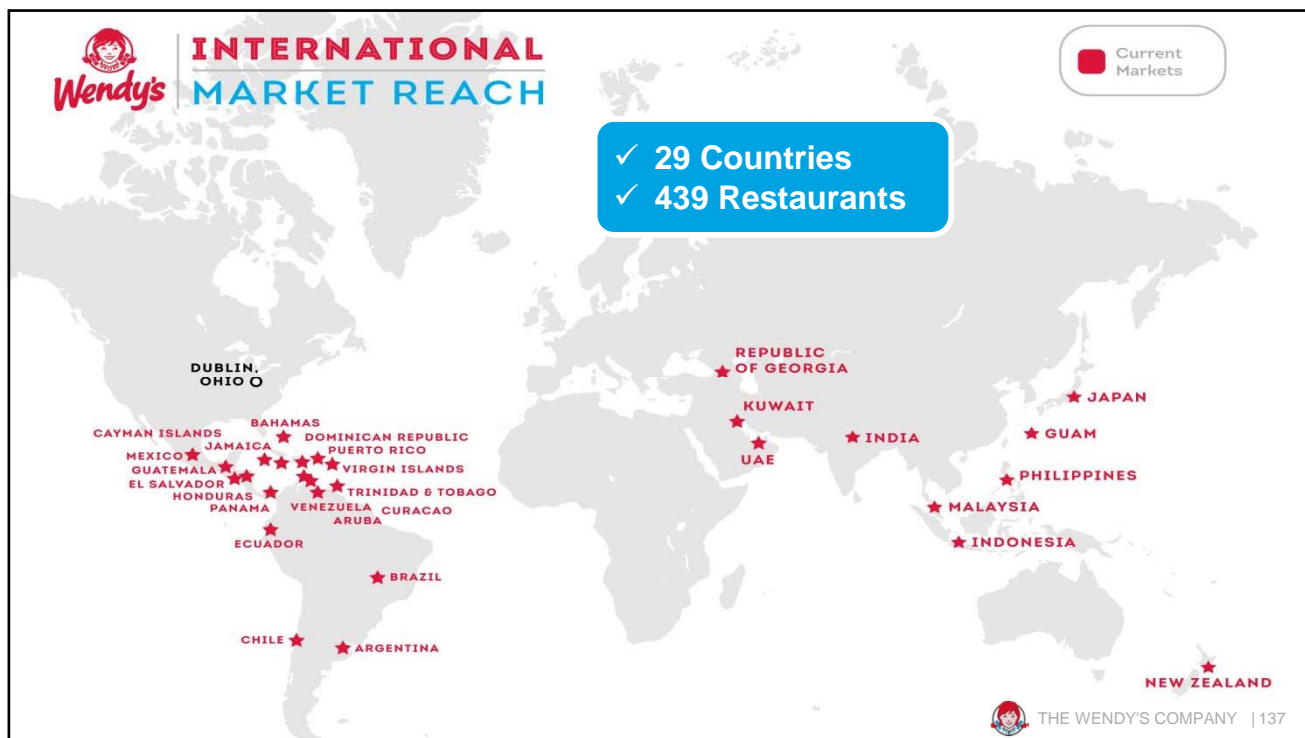 Wendy's
INTERNATIONAL
MARKET REACH
Current
Markets
✓ 29 Countries
✓ 439 Restaurants
DUBLIN,
OHIO
BAHAMAS
CAYMAN ISLANDS
DOMINICAN REPUBLIC
JAMAICA
PUERTO RICO
MEXICO
VIRGIN ISLANDS
GUATEMALA
EL SALVADOR
TRINIDAD & TOBAGO
HONDURAS
PANAMA
VENEZUELA
CURACAO
ARUBA
ECUADOR
BRAZIL
CHILE
ARGENTINA
REPUBLIC
OF GEORGIA
KUWAIT
UAE
INDIA
JAPAN
GUAM
PHILIPPINES
MALAYSIA
INDONESIA
NEW ZEALAND
THE WENDY'S COMPANY | 137